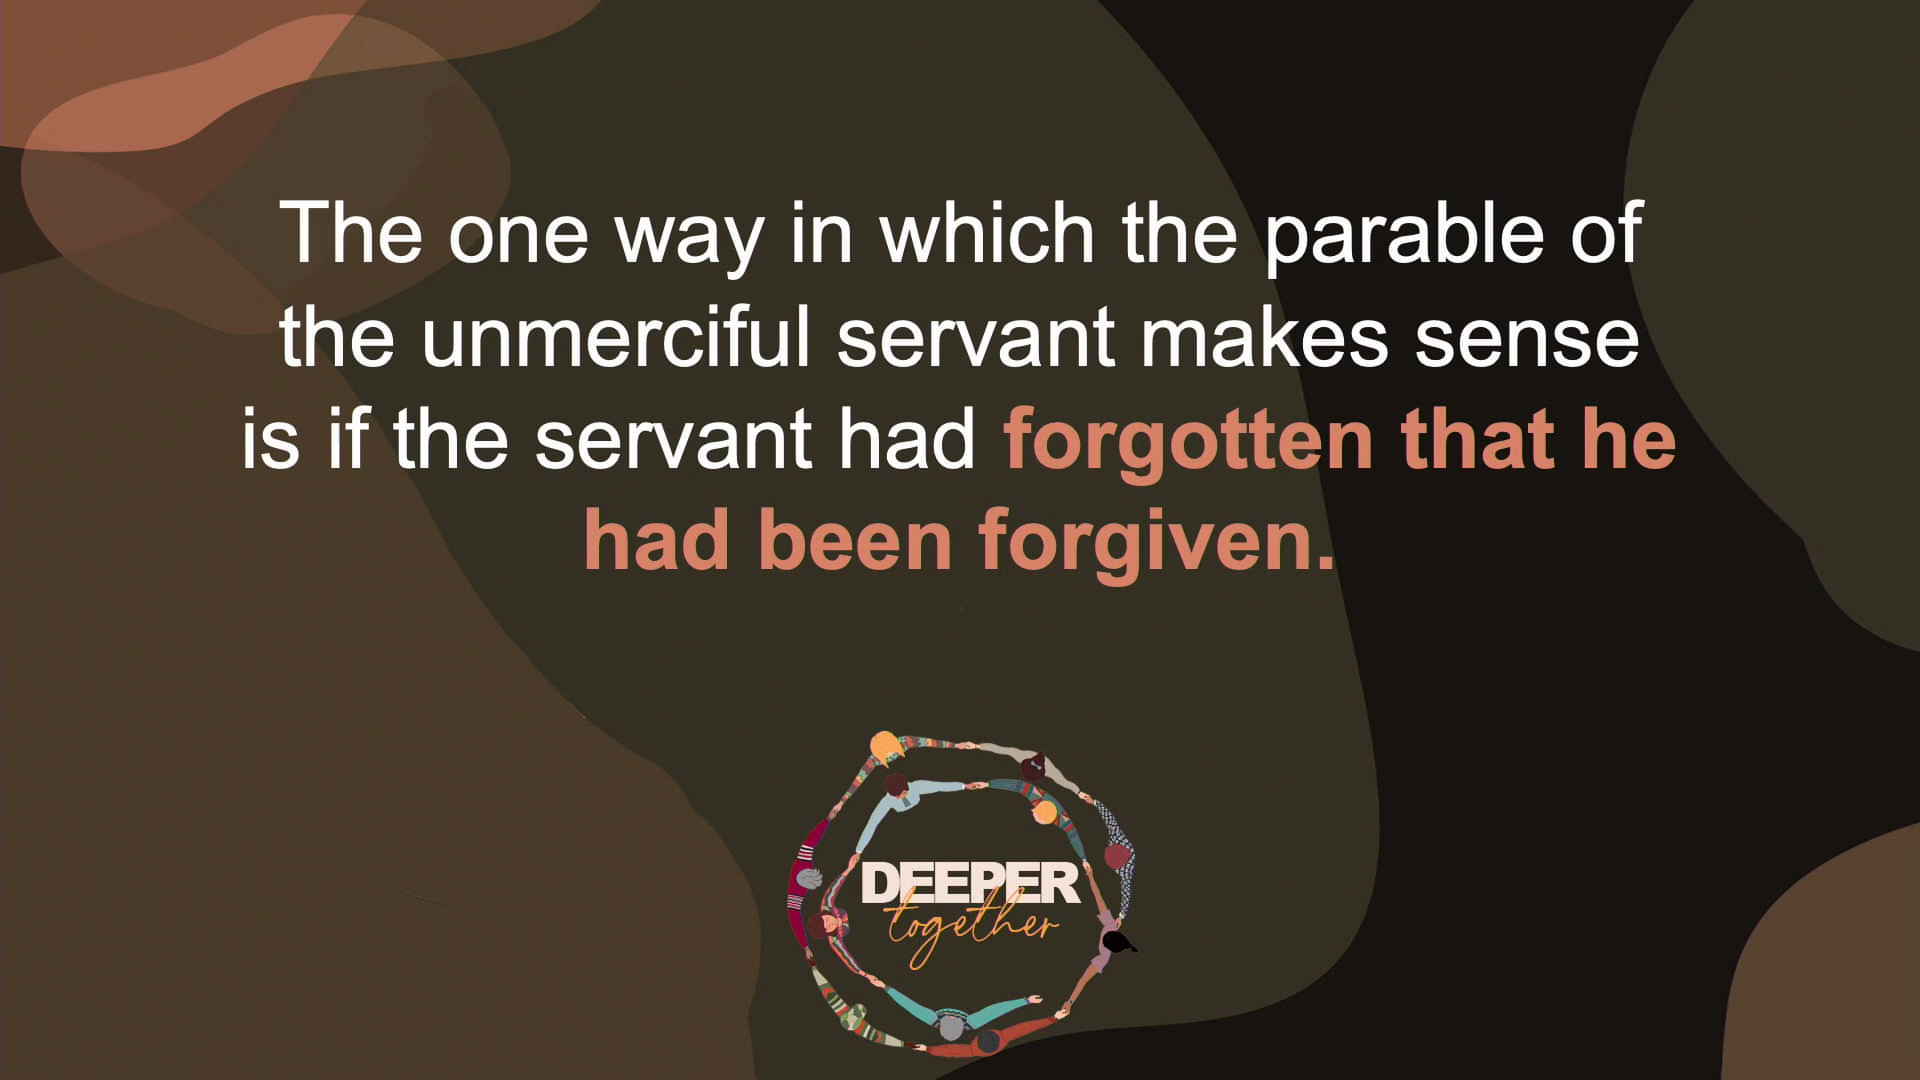 The one way in which the parable of
the unmerciful servant makes sense
is if the servant had forgotten that he
had been forgiven.
DEEPER
together